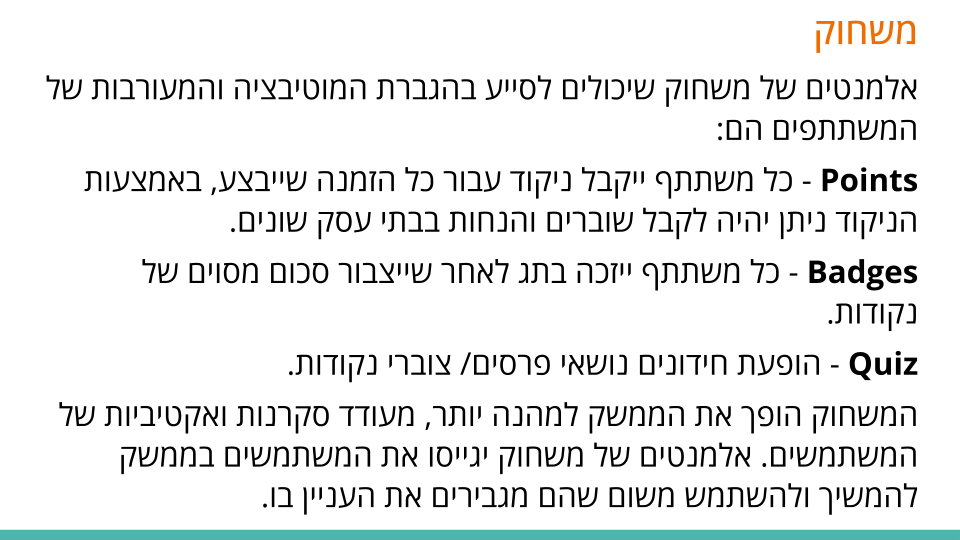 משחוק
אלמנטים של משחוק שיכולים לסייע בהגברת המוטיבציה והמעורבות של
המשתתפים הם:
Points - כל משתתף ייקבל ניקוד עבור כל הזמנה שייבצע, באמצעות
הניקוד ניתן יהיה לקבל שוברים והנחות בבתי עסק שונים.
Badges - כל משתתף ייזכה בתג לאחר שייצבור סכום מסוים של
נקודות.
Quiz - הופעת חידונים נושאי פרסים/ צוברי נקודות.
המשחוק הופך את הממשק למהנה יותר, מעודד סקרנות ואקטיביות של
המשתמשים. אלמנטים של משחוק יגייסו את המשתמשים בממשק
להמשיך ולהשתמש משום שהם מגבירים את העניין בו.